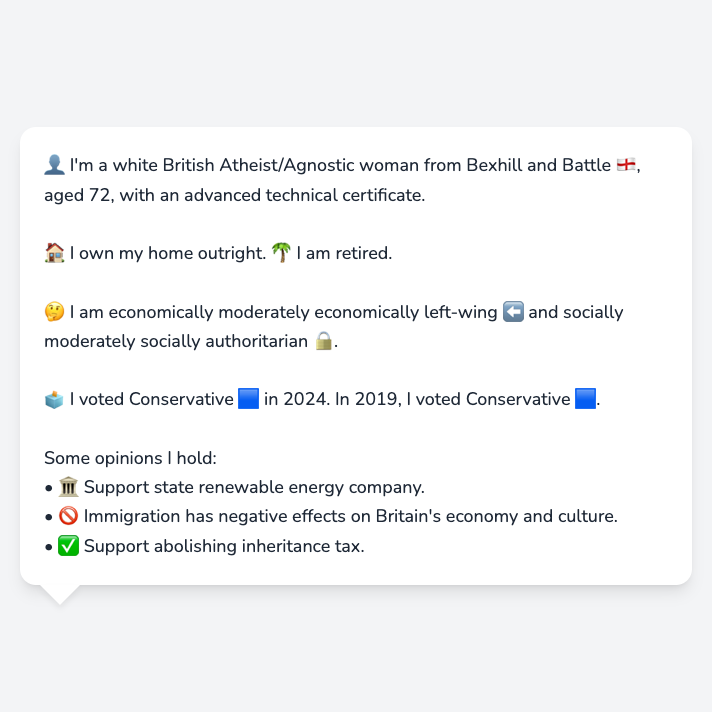 👤 I'm a white British Atheist/Agnostic woman from Bexhill and Battle 🏴󠁧󠁢󠁥󠁮󠁧󠁿,
aged 72, with an advanced technical certificate.
🏠 I own my home outright. 🌴 I am retired.
🤔 I am economically moderately economically left-wing ⬅️ and socially
moderately socially authoritarian 🔒.
🗳️ I voted Conservative 🟦 in 2024. In 2019, I voted Conservative 🟦.
Some opinions I hold:
• 🏛️ Support state renewable energy company.
• 🚫 Immigration has negative effects on Britain's economy and culture.
• ✅ Support abolishing inheritance tax.